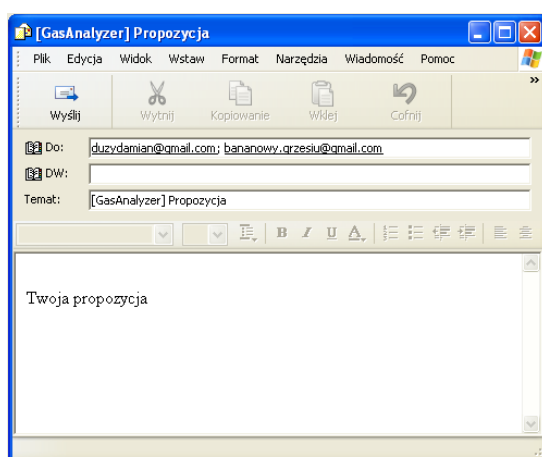 [GasAnalyzer] Propozycja
Plik Edycja Widok Wstaw Format Narzędzia Wiadomość Pomoc
Wyślij Wytnij Kopiowanie Wklej Cofnij »
Do: duzydamian@gmail.com; bananowy.grzesiu@gmail.com
DW:
Temat: [GasAnalyzer] Propozycja
B I U A
Twoja propozycja